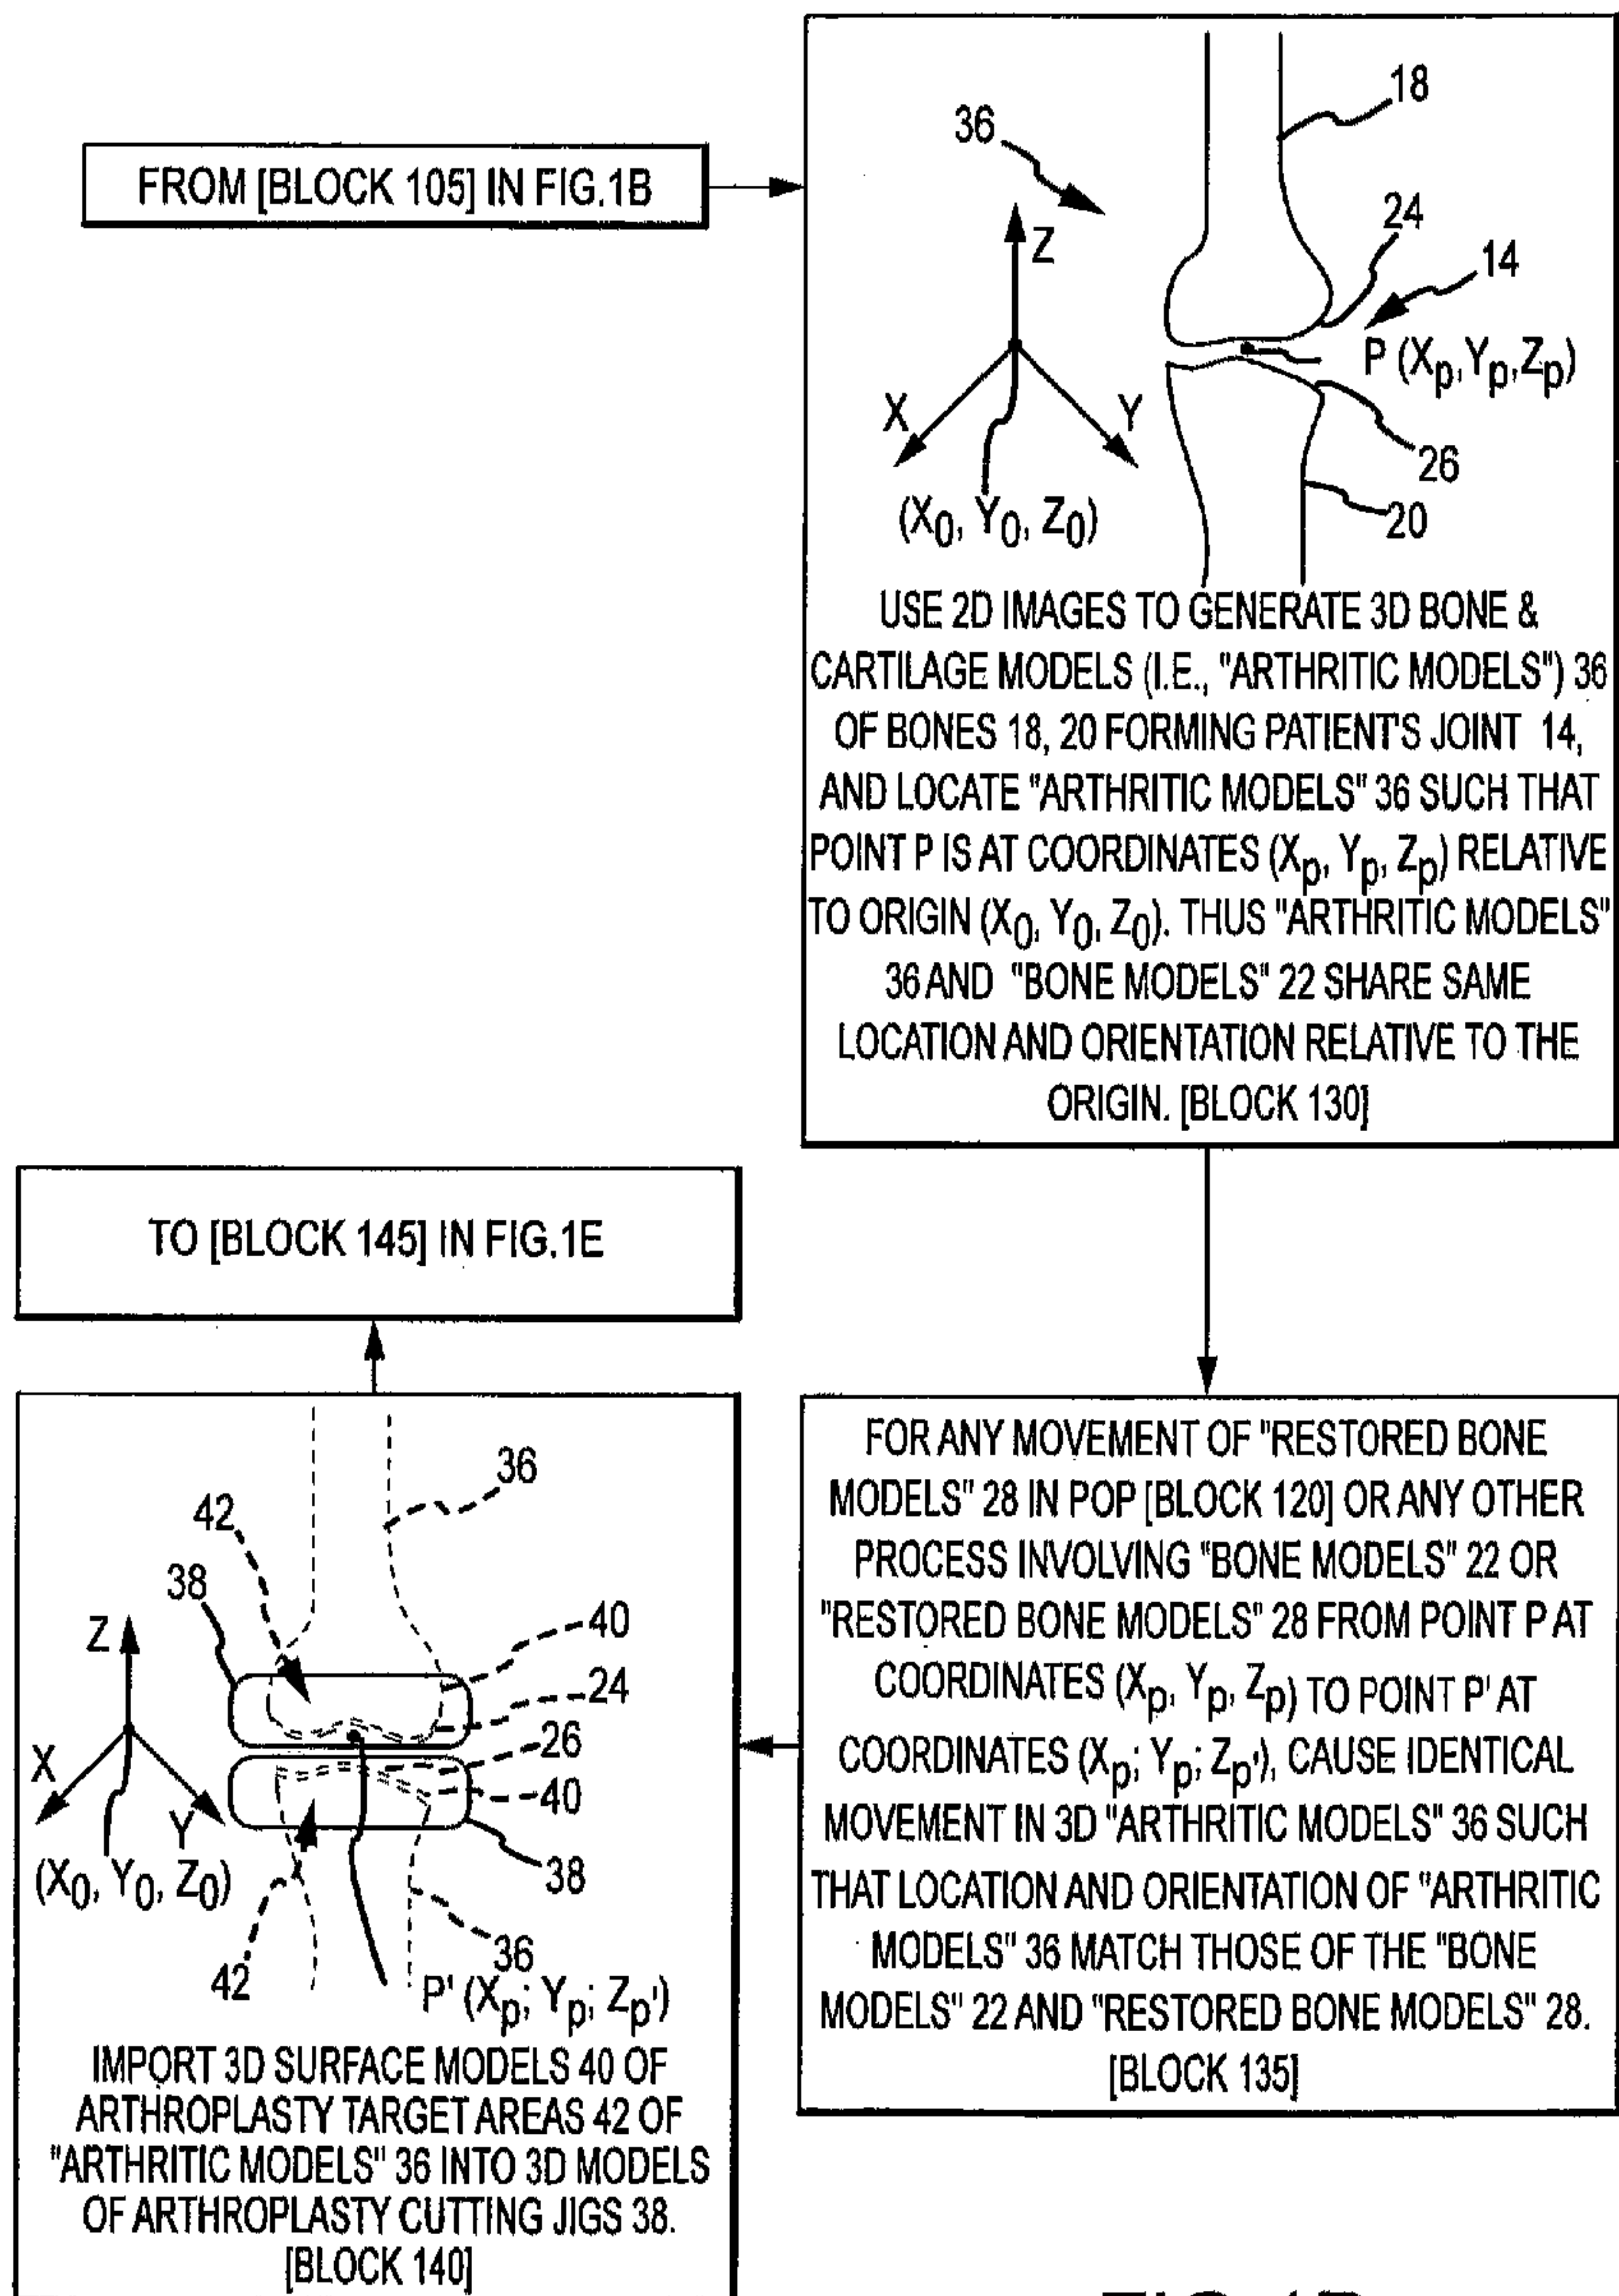 FROM [BLOCK 105] IN FIG.1B
18
36
24
Z
14
P (Xp,Yp,Zp)
X
Y
26
(X0, Y0, Z0)
20
USE 2D IMAGES TO GENERATE 3D BONE &
CARTILAGE MODELS (I.E., "ARTHRITIC MODELS") 36
OF BONES 18, 20 FORMING PATIENT'S JOINT 14,
AND LOCATE "ARTHRITIC MODELS" 36 SUCH THAT
POINT P IS AT COORDINATES (Xp, Yp, Zp) RELATIVE
TO ORIGIN (X0, Y0, Z0). THUS "ARTHRITIC MODELS"
36 AND "BONE MODELS" 22 SHARE SAME
LOCATION AND ORIENTATION RELATIVE TO THE
ORIGIN. [BLOCK 130]
FOR ANY MOVEMENT OF "RESTORED BONE
MODELS" 28 IN POP [BLOCK 120] OR ANY OTHER
PROCESS INVOLVING "BONE MODELS" 22 OR
"RESTORED BONE MODELS" 28 FROM POINT P AT
COORDINATES (Xp, Yp, Zp) TO POINT P' AT
COORDINATES (Xp; Yp; Zp'), CAUSE IDENTICAL
MOVEMENT IN 3D "ARTHRITIC MODELS" 36 SUCH
THAT LOCATION AND ORIENTATION OF "ARTHRITIC
MODELS" 36 MATCH THOSE OF THE "BONE
MODELS" 22 AND "RESTORED BONE MODELS" 28.
[BLOCK 135]
TO [BLOCK 145] IN FIG.1E
36
42
38
40
Z
24
26
X
40
Y
(X0, Y0, Z0)
38
36
42
P' (Xp; Yp; Zp')
IMPORT 3D SURFACE MODELS 40 OF
ARTHROPLASTY TARGET AREAS 42 OF
"ARTHRITIC MODELS" 36 INTO 3D MODELS
OF ARTHROPLASTY CUTTING JIGS 38.
[BLOCK 140]